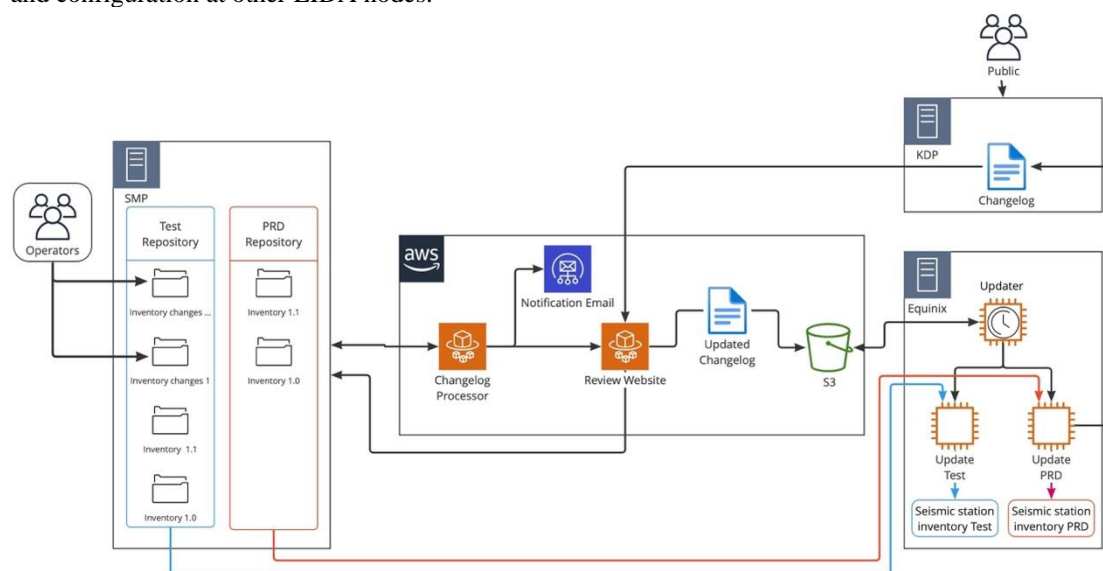 and configuration at other EIDA nodes.
Public
KDP
Changelog
SMP
Operators
Test
Repository
PRD
Repository
Inventory changes ...
Inventory 1.1
Inventory changes 1
Inventory 1.0
Inventory 1.1
Inventory 1.0
aws
Notification Email
Changelog
Processor
Review Website
Updated
Changelog
S3
Equinix
Updater
Update
Test
Update
PRD
Seismic station
inventory Test
Seismic station
inventory PRD